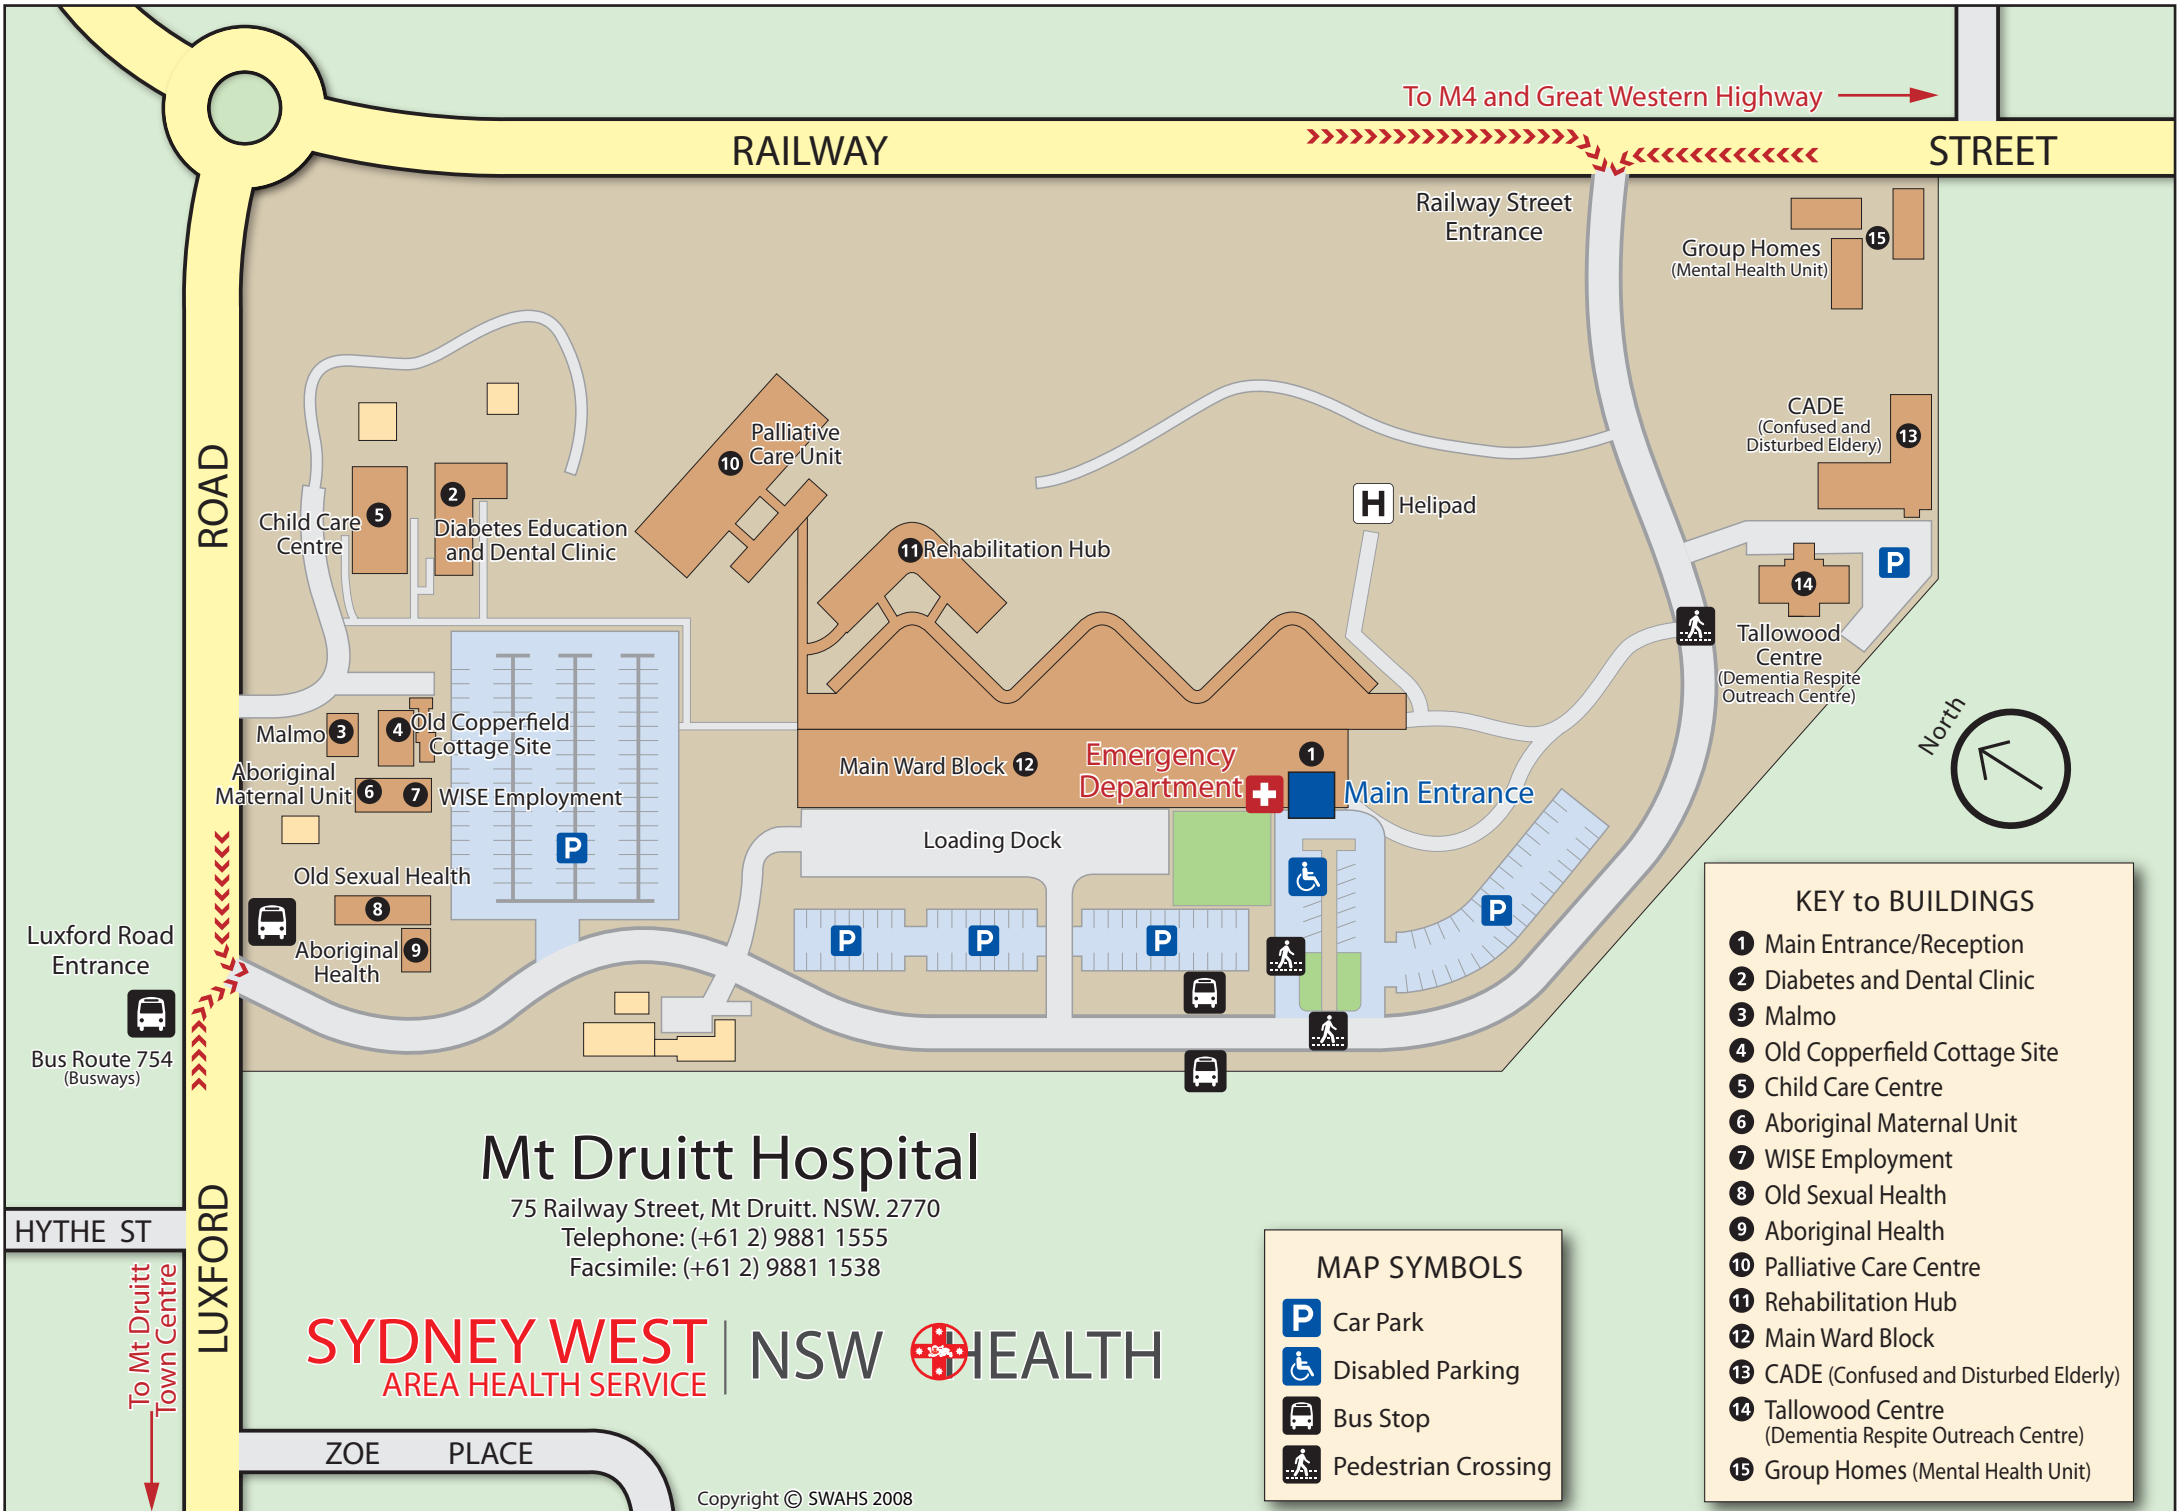 To M4 and Great Western Highway
RAILWAY STREET
Railway Street
Entrance
Group Homes
(Mental Health Unit)
15
CADE
(Confused and
Disturbed Eldery)
13
Palliative
Care Unit
10
ROAD
Child Care
Centre
5
2
Diabetes Education
and Dental Clinic
H Helipad
11 Rehabilitation Hub
P
14
Tallowood
Centre
(Dementia Respite
Outreach Centre)
North
Malmo 3
4 Old Copperfield
Cottage Site
Aboriginal
Maternal Unit 6
7 WISE Employment
P
Main Ward Block 12
Emergency
Department
1
Main Entrance
Loading Dock
Old Sexual Health
8
Aboriginal
Health
9
P
P
P
P
Luxford Road
Entrance
Bus Route 754
(Busways)
HYTHE ST
LUXFORD
To Mt Druitt
Town Centre
ZOE PLACE
Mt Druitt Hospital
75 Railway Street, Mt Druitt. NSW. 2770
Telephone: (+61 2) 9881 1555
Facsimile: (+61 2) 9881 1538
SYDNEY WEST
AREA HEALTH SERVICE
NSW HEALTH
Copyright © SWAHS 2008
MAP SYMBOLS
P Car Park
Disabled Parking
Bus Stop
Pedestrian Crossing
KEY to BUILDINGS
1 Main Entrance/Reception
2 Diabetes and Dental Clinic
3 Malmo
4 Old Copperfield Cottage Site
5 Child Care Centre
6 Aboriginal Maternal Unit
7 WISE Employment
8 Old Sexual Health
9 Aboriginal Health
10 Palliative Care Centre
11 Rehabilitation Hub
12 Main Ward Block
13 CADE (Confused and Disturbed Elderly)
14 Tallowood Centre
(Dementia Respite Outreach Centre)
15 Group Homes (Mental Health Unit)